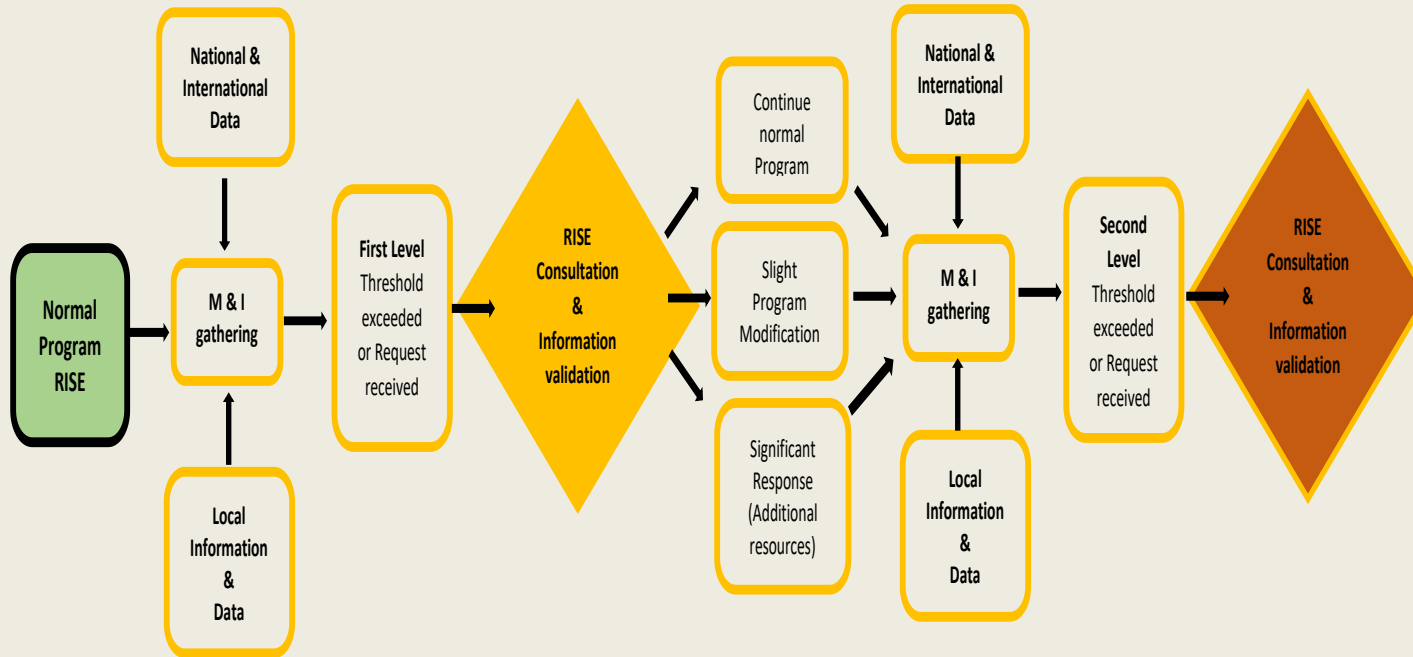 National &
International
Data
Normal
Program
RISE
M & I
gathering
Local
Information
&
Data
First Level
Threshold
exceeded
or Request
received
RISE
Consultation
&
Information
validation
Continue
normal
Program
Slight
Program
Modification
Significant
Response
(Additional
resources)
National &
International
Data
M & I
gathering
Local
Information
&
Data
Second
Level
Threshold
exceeded
or Request
received
RISE
Consultation
&
Information
validation